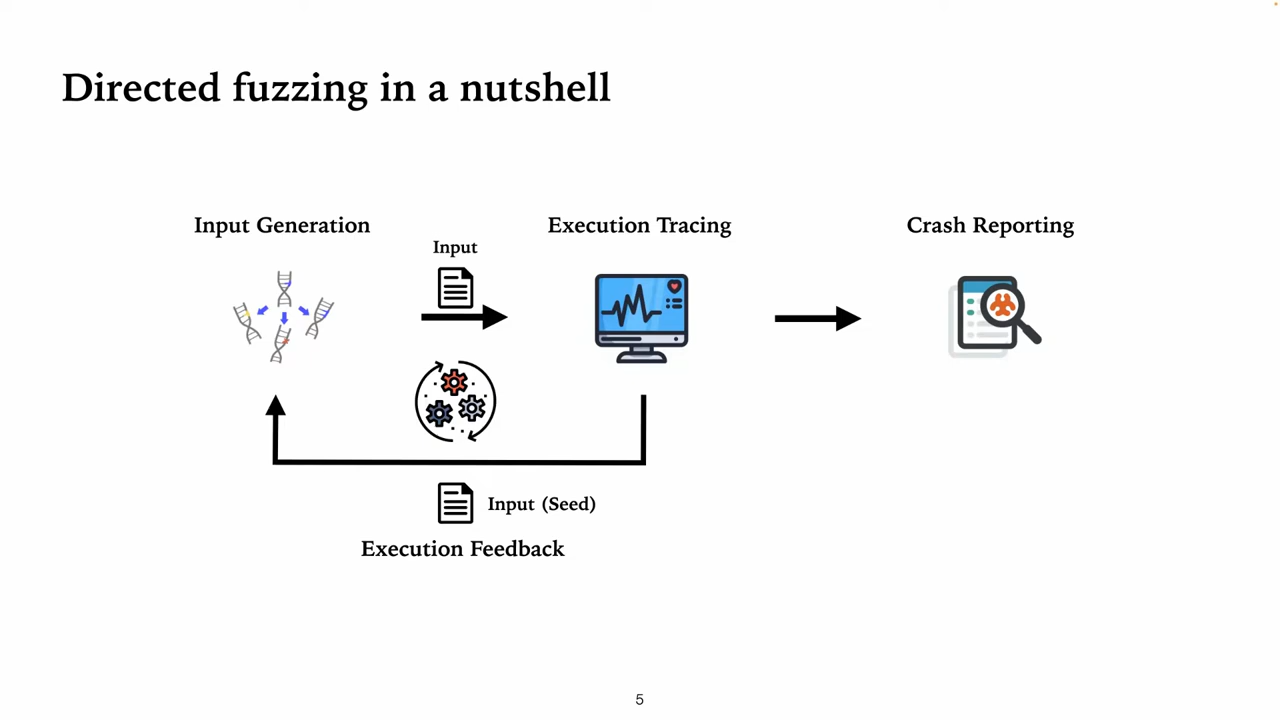 Directed fuzzing in a nutshell
Input Generation
Input
Execution Tracing
Crash Reporting
Input (Seed)
Execution Feedback
5